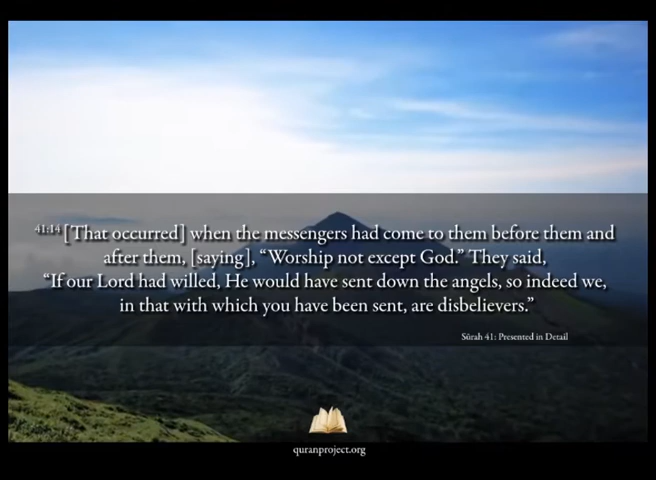 41:14 [That occurred] when the messengers had come to them before them and
after them, [saying], “Worship not except God.” They said,
“If our Lord had willed, He would have sent down the angels, so indeed we,
in that with which you have been sent, are disbelievers.”
Sūrah 41: Presented in Detail
quranproject.org